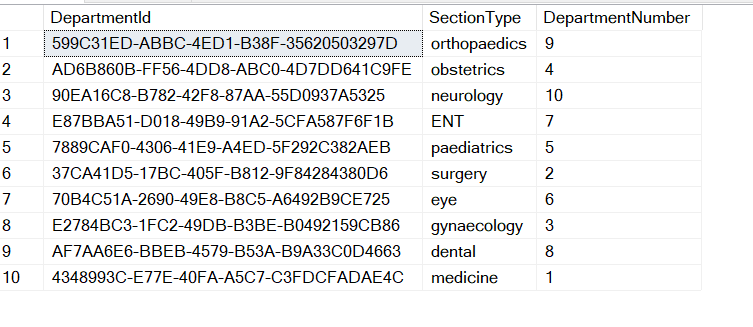 DepartmentId SectionType DepartmentNumber
1 599C31ED-ABBC-4ED1-B38F-35620503297D orthopaedics 9
2 AD6B860B-FF56-4DD8-ABC0-4D7DD641C9FE obstetrics 4
3 90EA16C8-B782-42F8-87AA-55D0937A5325 neurology 10
4 E87BBA51-D018-49B9-91A2-5CFA587F6F1B ENT 7
5 7889CAF0-4306-41E9-A4ED-5F292C382AEB paediatrics 5
6 37CA41D5-17BC-405F-B812-9F84284380D6 surgery 2
7 70B4C51A-2690-49E8-B8C5-A6492B9CE725 eye 6
8 E2784BC3-1FC2-49DB-B3BE-B0492159CB86 gynaecology 3
9 AF7AA6E6-BBEB-4579-B53A-B9A33C0D4663 dental 8
10 4348993C-E77E-40FA-A5C7-C3FDCFADAE4C medicine 1